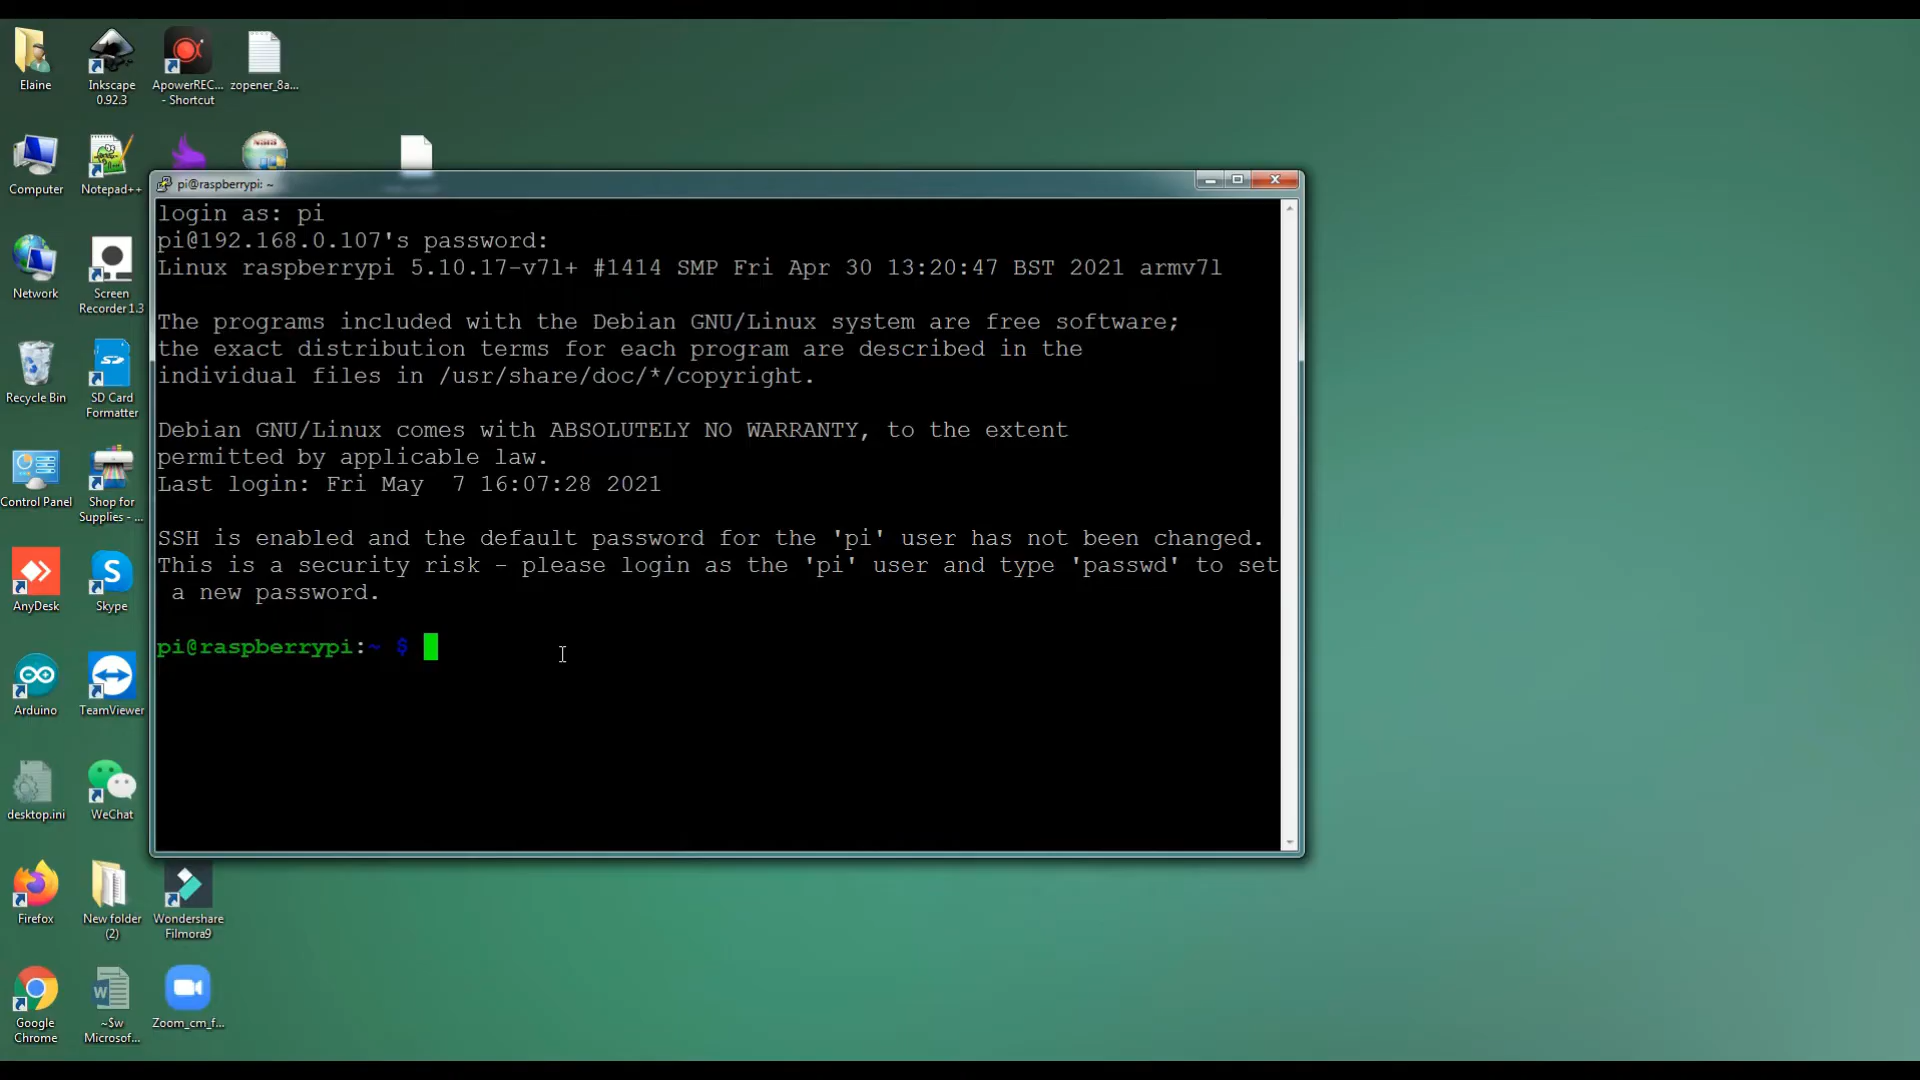 Elaine
Inkscape
0.92.3
ApowerREC...
- Shortcut
zopener_8a...
Computer
Notepad++
Nara
Network
Screen
Recorder1.3
Recycle Bin
SD Card
Formatter
Control Panel
Shop for
Supplies - ...
AnyDesk
Skype
Arduino
TeamViewer
desktop.ini
WeChat
Firefox
New folder
(2)
Wondershare
Filmora9
Google
Chrome
~$w
Microsof...
Zoom_cm_f...
pi@raspberrypi: ~
login as: pi
pi@192.168.0.107's password:
Linux raspberrypi 5.10.17-v7l+ #1414 SMP Fri Apr 30 13:20:47 BST 2021 armv7l
The programs included with the Debian GNU/Linux system are free software;
the exact distribution terms for each program are described in the
individual files in /usr/share/doc/*/copyright.
Debian GNU/Linux comes with ABSOLUTELY NO WARRANTY, to the extent
permitted by applicable law.
Last login: Fri May  7 16:07:28 2021
SSH is enabled and the default password for the 'pi' user has not been changed.
This is a security risk - please login as the 'pi' user and type 'passwd' to set
 a new password.
pi@raspberrypi:~ $